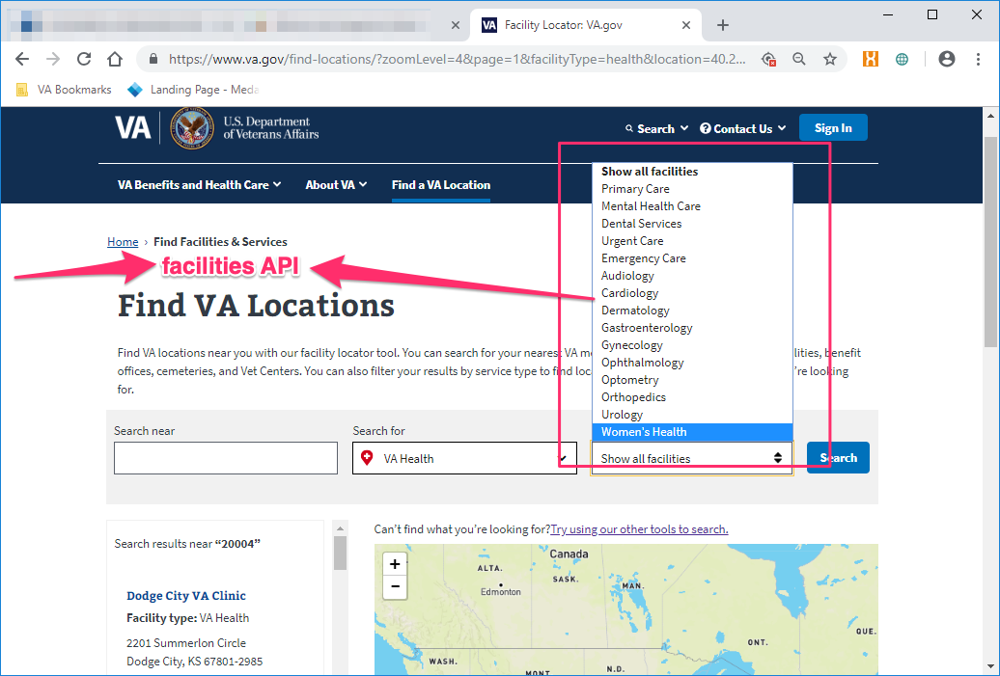 Facility Locator: VA.gov
https://www.va.gov/find-locations/?zoomLevel=4&page=1&facilityType=health&location=40.2...
VA Bookmarks
Landing Page - Meda
VA
U.S. Department
of Veterans Affairs
Search
Contact Us
Sign In
VA Benefits and Health Care
About VA
Find a VA Location
Show all facilities
Primary Care
Mental Health Care
Dental Services
Urgent Care
Emergency Care
Audiology
Cardiology
Dermatology
Gastroenterology
Gynecology
Ophthalmology
Optometry
Orthopedics
Urology
Women's Health
Home › Find Facilities & Services
facilities API
Find VA Locations
Find VA locations near you with our facility locator tool. You can search for your nearest VA me lities, benefit
offices, cemeteries, and Vet Centers. You can also filter your results by service type to find loca 're looking
for.
Search near
Search for
VA Health
Show all facilities
Search
Search results near “20004”
Dodge City VA Clinic
Facility type: VA Health
2201 Summerlon Circle
Dodge City, KS 67801-2985
Can’t find what you’re looking for?Try using our other tools to search.
+
−
Canada
ALTA.
SASK.
MAN.
Edmonton
ONT.
QUE.
WASH.
MONT.
N.D.